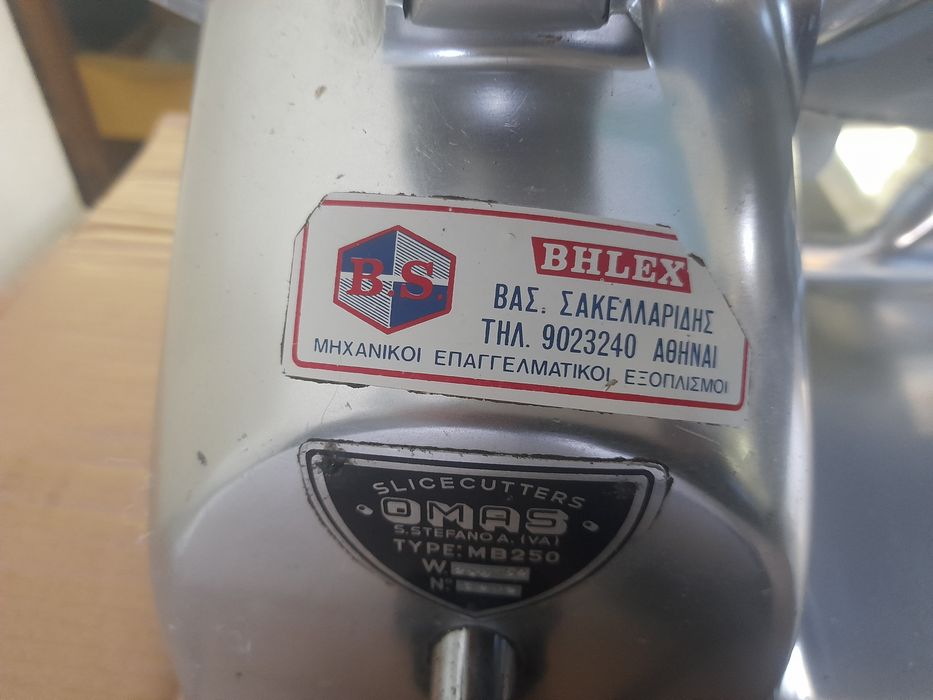 B.S.
BHLEX
ΒΑΣ. ΣΑΚΕΛΛΑΡΙΔΗΣ
ΤΗΛ. 9023240 ΑΘΗΝΑΙ
ΜΗΧΑΝΙΚΟΙ ΕΠΑΓΓΕΛΜΑΤΙΚΟΙ ΕΞΟΠΛΙΣΜΟΙ
SLICECUTTERS
OMAS
S.STEFANO A. (VA)
TYPE: MB250
W.
N°